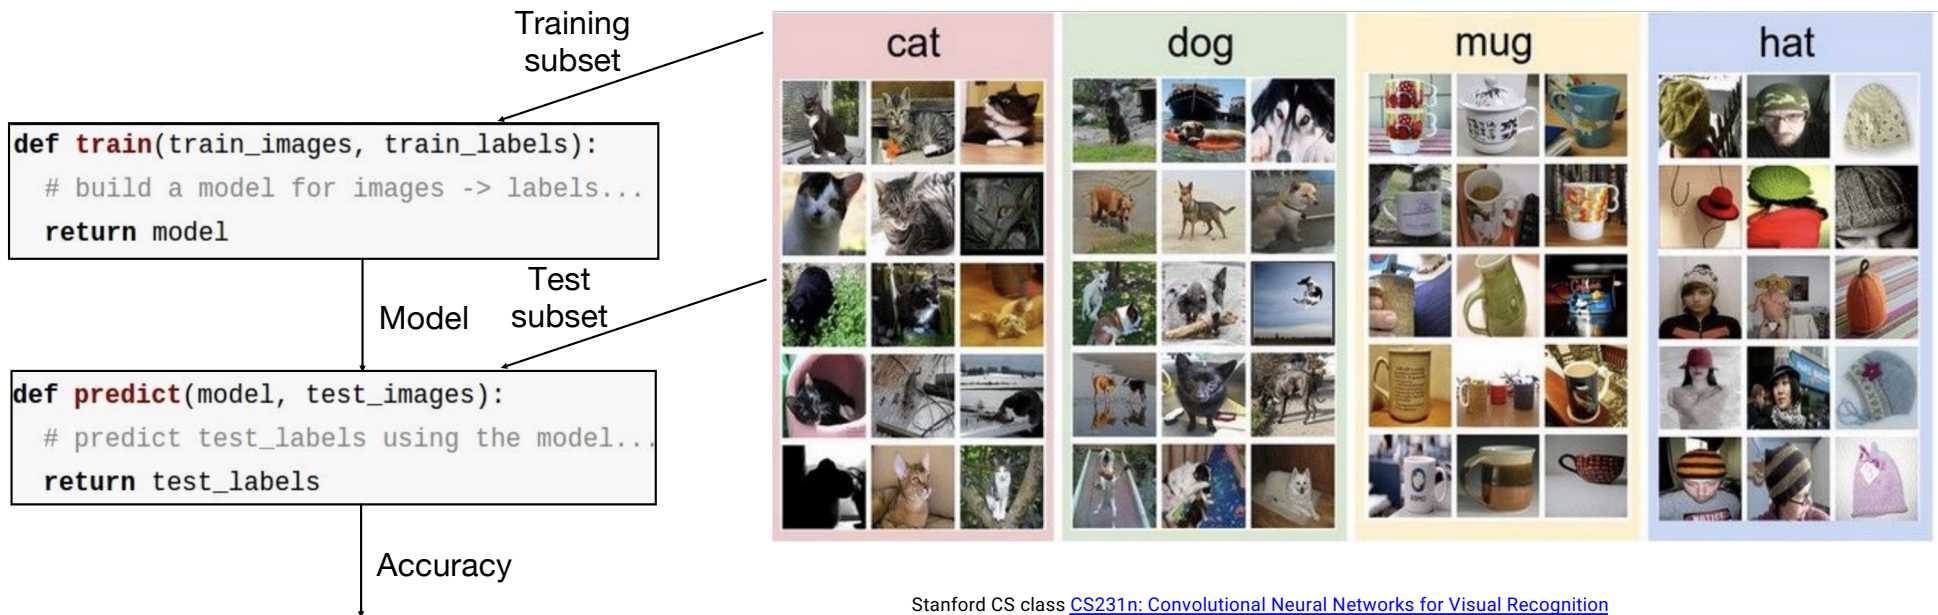 Training
subset
def train(train_images, train_labels):
# build a model for images -> labels...
return model
Model
Test
subset
def predict(model, test_images):
# predict test_labels using the model...
return test_labels
Accuracy
cat
dog
mug
hat
NOTICE
Stanford CS class CS231n: Convolutional Neural Networks for Visual Recognition